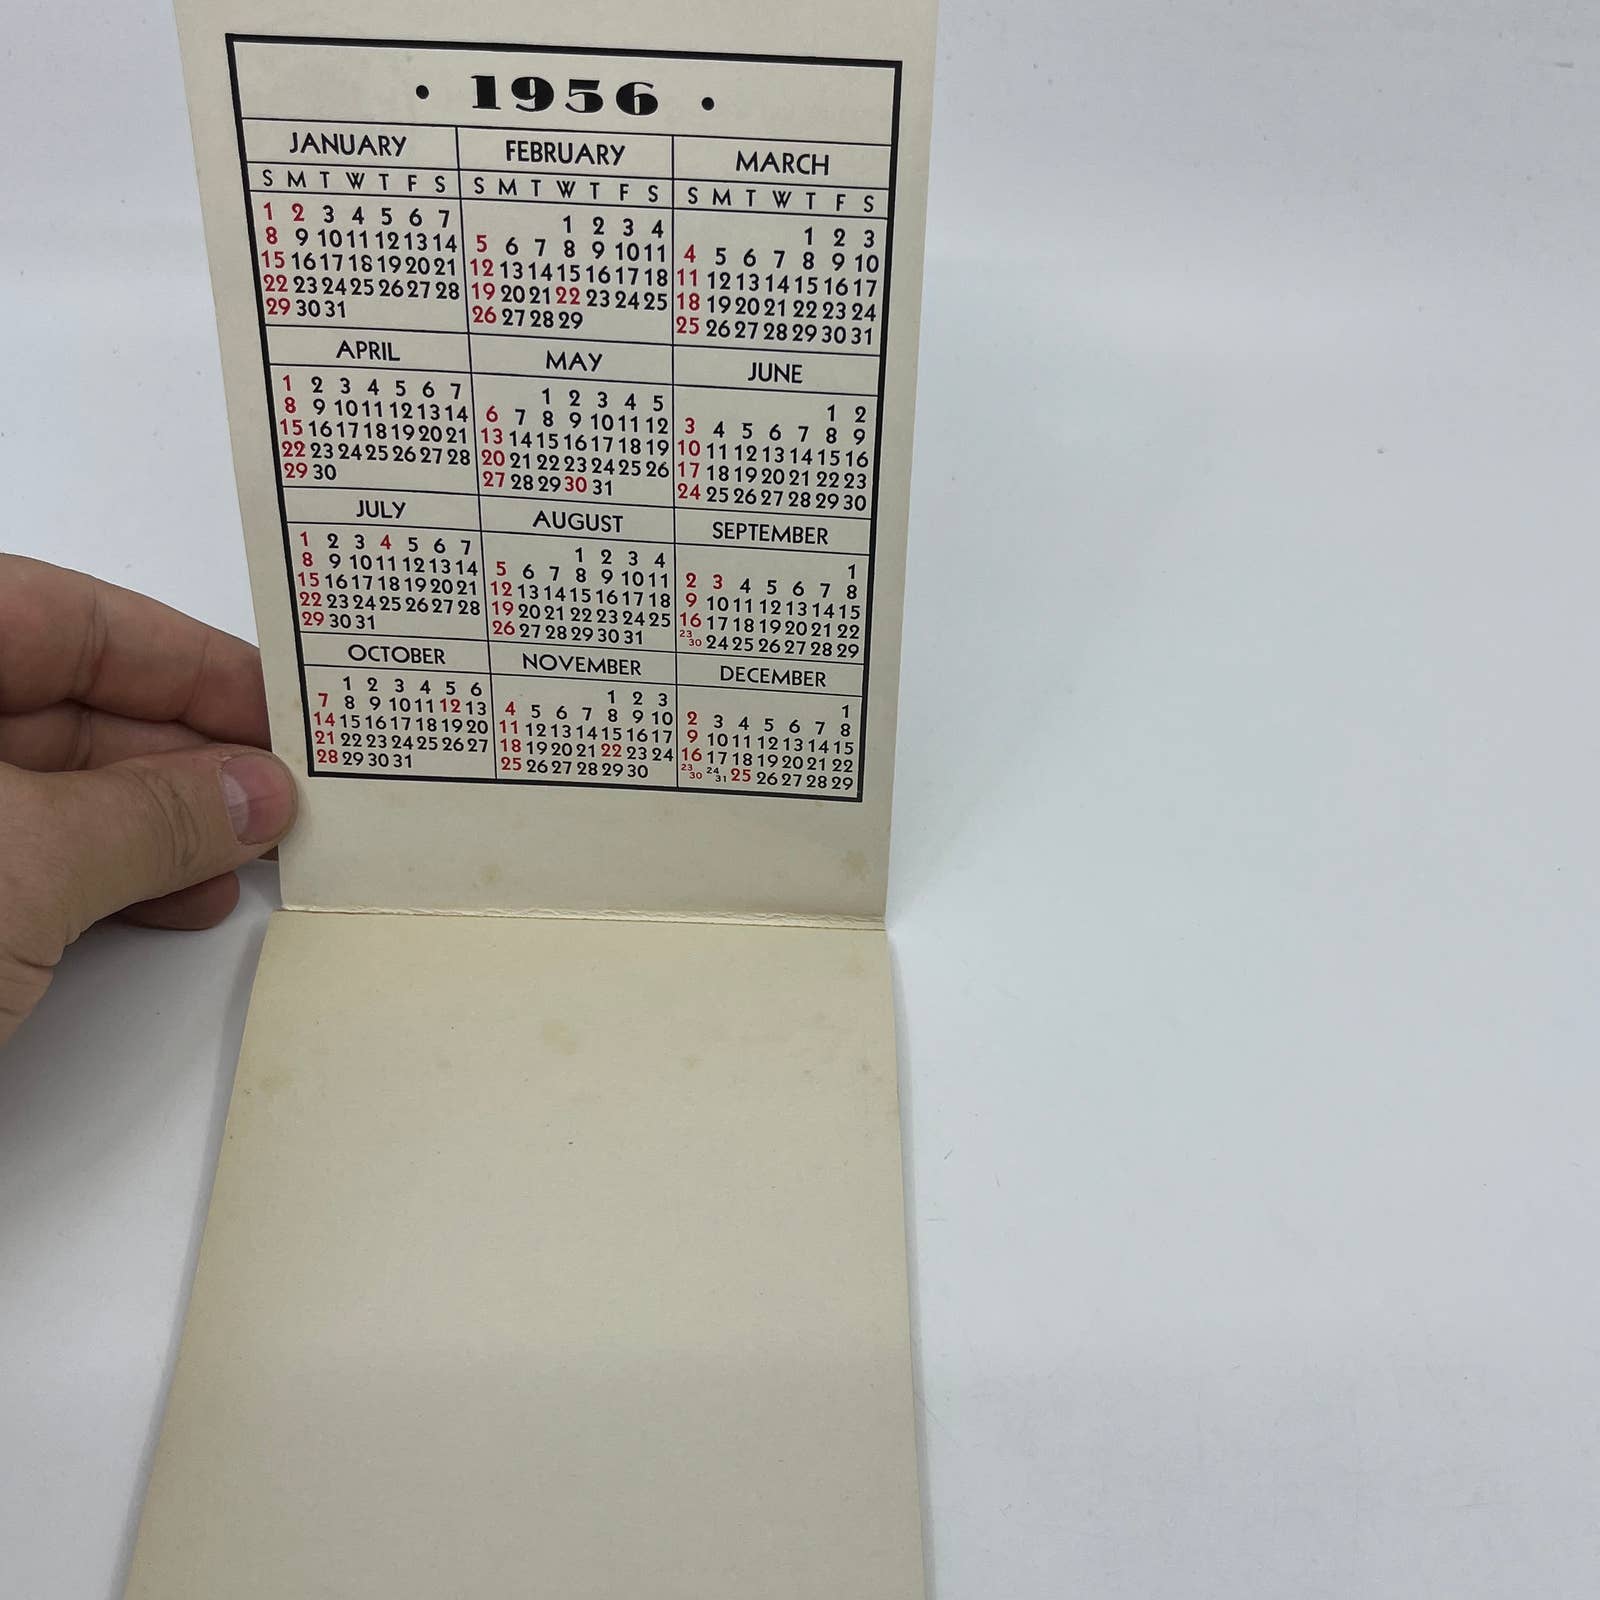 · 1956 ·
JANUARY FEBRUARY MARCH
S M T W T F S S M T W T F S S M T W T F S
1 2 3 4 5 6 7 1 2 3 4 1 2 3
8 9 10 11 12 13 14 5 6 7 8 9 10 11 4 5 6 7 8 9 10
15 16 17 18 19 20 21 12 13 14 15 16 17 18 11 12 13 14 15 16 17
22 23 24 25 26 27 28 19 20 21 22 23 24 25 18 19 20 21 22 23 24
29 30 31 26 27 28 29 25 26 27 28 29 30 31
APRIL MAY JUNE
1 2 3 4 5 6 7 1 2 3 4 5 1 2
8 9 10 11 12 13 14 6 7 8 9 10 11 12 3 4 5 6 7 8 9
15 16 17 18 19 20 21 13 14 15 16 17 18 19 10 11 12 13 14 15 16
22 23 24 25 26 27 28 20 21 22 23 24 25 26 17 18 19 20 21 22 23
29 30 27 28 29 30 31 24 25 26 27 28 29 30
JULY AUGUST SEPTEMBER
1 2 3 4 5 6 7 1 2 3 4 1
8 9 10 11 12 13 14 5 6 7 8 9 10 11 2 3 4 5 6 7 8
15 16 17 18 19 20 21 12 13 14 15 16 17 18 9 10 11 12 13 14 15
22 23 24 25 26 27 28 19 20 21 22 23 24 25 16 17 18 19 20 21 22
29 30 31 26 27 28 29 30 31 23 30 24 25 26 27 28 29
OCTOBER NOVEMBER DECEMBER
1 2 3 4 5 6 1 2 3 1
7 8 9 10 11 12 13 4 5 6 7 8 9 10 2 3 4 5 6 7 8
14 15 16 17 18 19 20 11 12 13 14 15 16 17 9 10 11 12 13 14 15
21 22 23 24 25 26 27 18 19 20 21 22 23 24 16 17 18 19 20 21 22
28 29 30 31 25 26 27 28 29 30 23 30 24 31 25 26 27 28 29